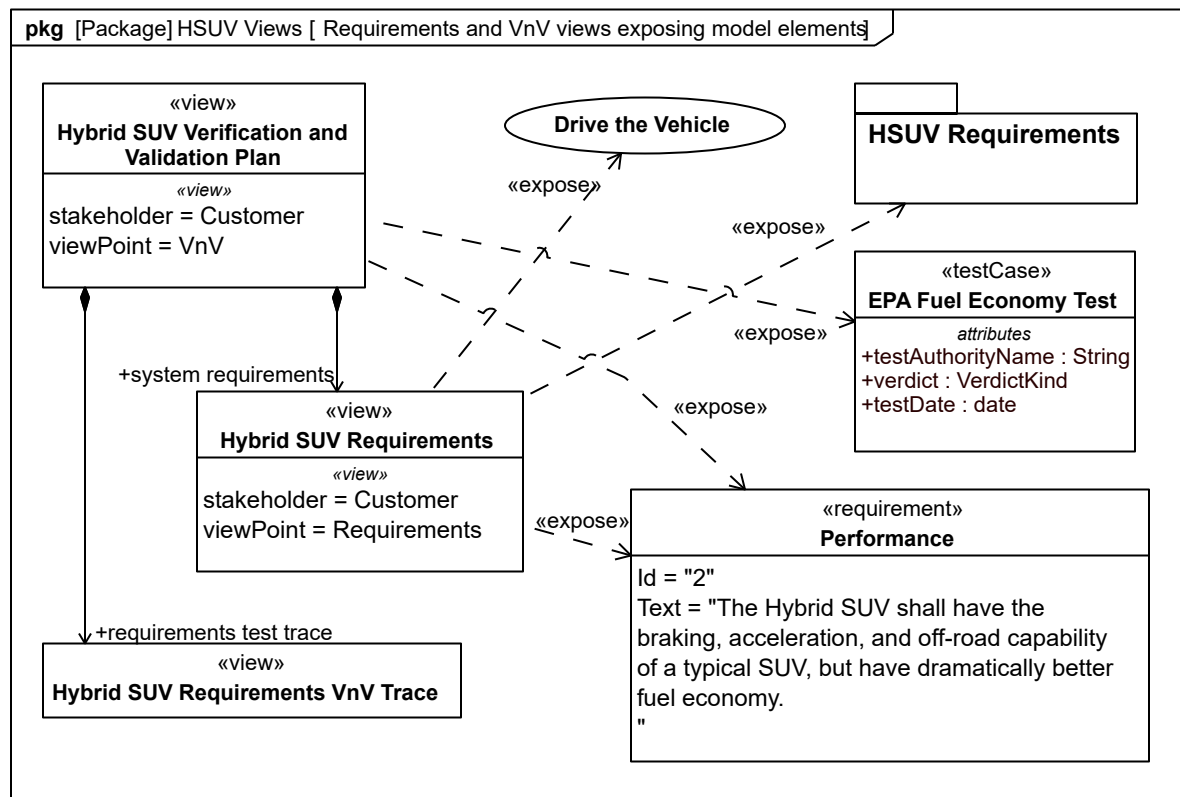 pkg [Package] HSUV Views [ Requirements and VnV views exposing model elements]
«view»
Hybrid SUV Verification and
Validation Plan
«view»
stakeholder = Customer
viewPoint = VnV
Drive the Vehicle
HSUV Requirements
«expose»
«expose»
«testCase»
EPA Fuel Economy Test
attributes
+testAuthorityName : String
+verdict : VerdictKind
+testDate : date
«expose»
+system requirements
«expose»
«view»
Hybrid SUV Requirements
«view»
stakeholder = Customer
viewPoint = Requirements
«expose»
«requirement»
Performance
Id = "2"
Text = "The Hybrid SUV shall have the
braking, acceleration, and off-road capability
of a typical SUV, but have dramatically better
fuel economy.
"
+requirements test trace
«view»
Hybrid SUV Requirements VnV Trace